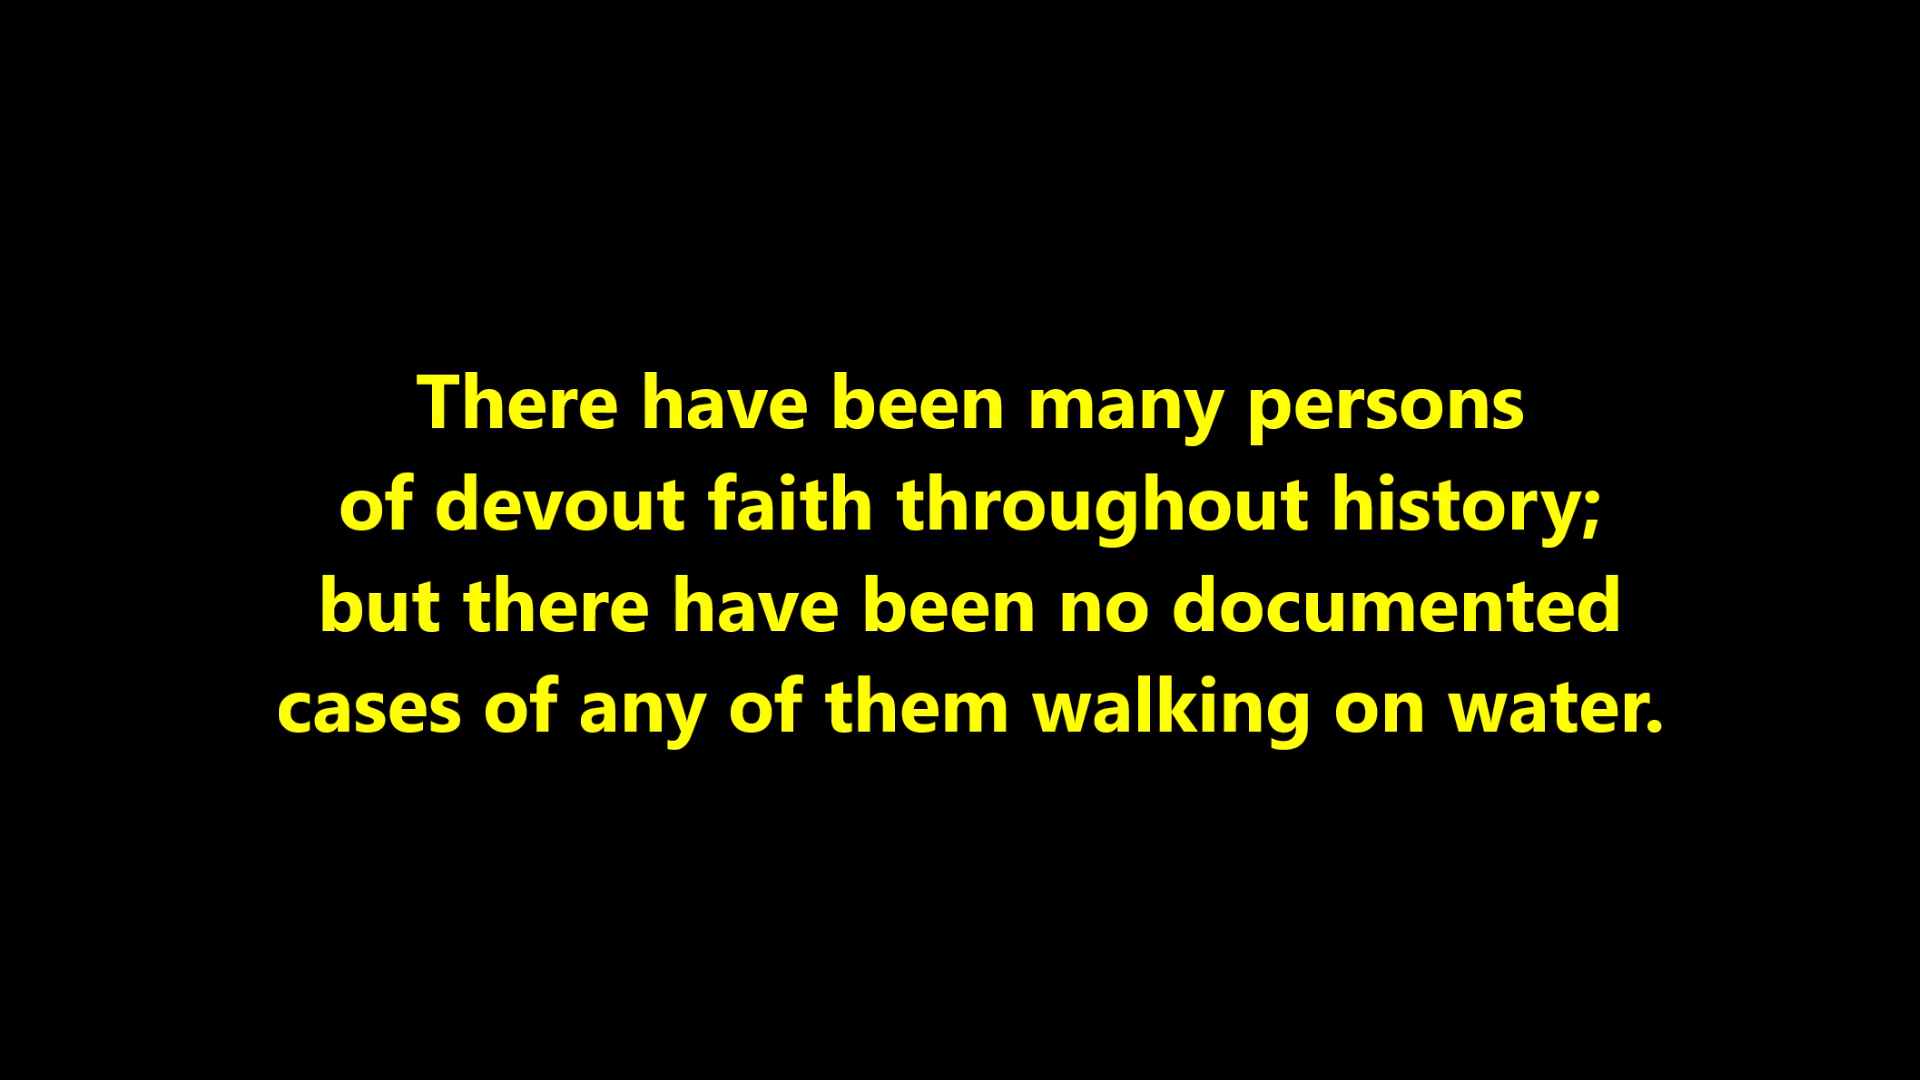 There have been many persons
of devout faith throughout history;
but there have been no documented
cases of any of them walking on water.